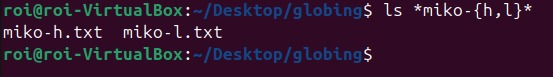 roi@roi-VirtualBox:~/Desktop/globing$ ls *miko-{h,l}*
miko-h.txt  miko-l.txt
roi@roi-VirtualBox:~/Desktop/globing$